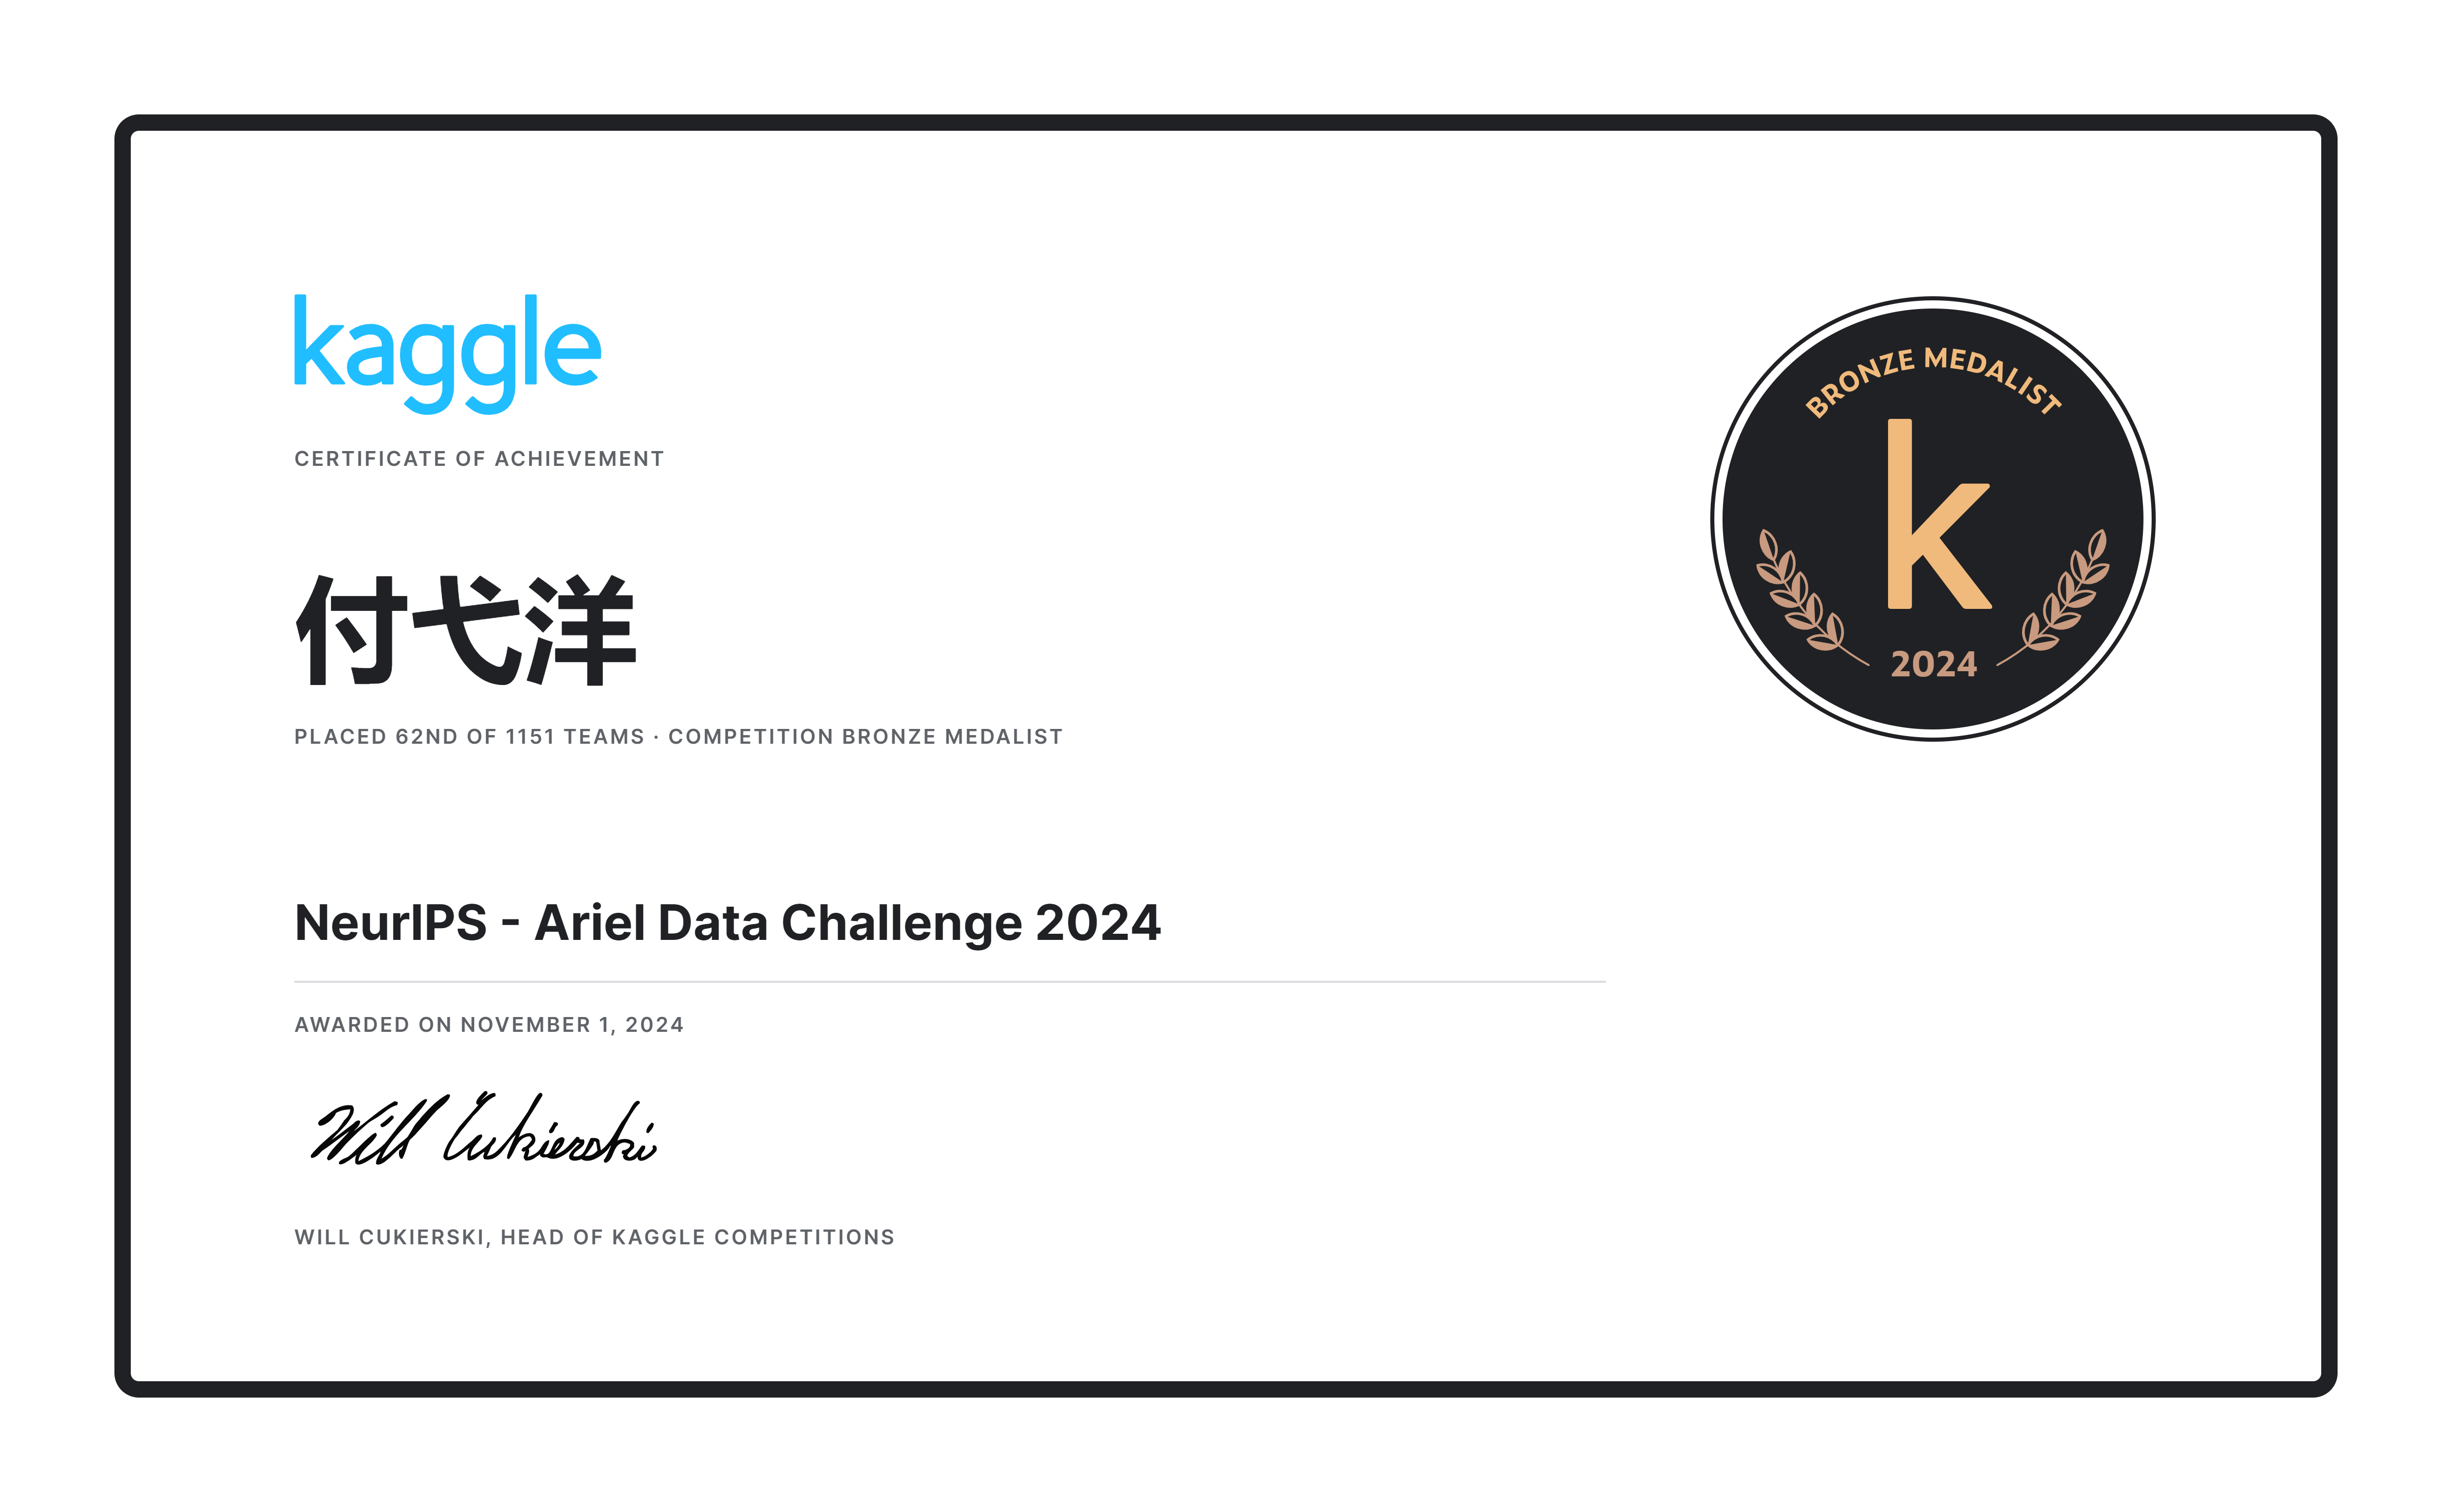 kaggle
CERTIFICATE OF ACHIEVEMENT
付弋洋
PLACED 62ND OF 1151 TEAMS · COMPETITION BRONZE MEDALIST
NeurIPS - Ariel Data Challenge 2024
AWARDED ON NOVEMBER 1, 2024
Will Cukierski
WILL CUKIERSKI, HEAD OF KAGGLE COMPETITIONS
BRONZE MEDALIST
k
2024